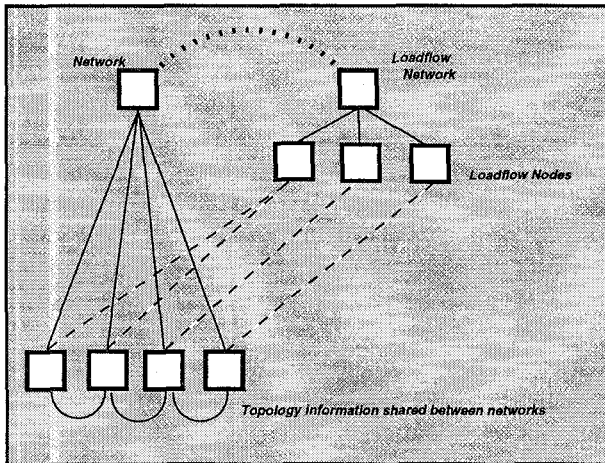 Network
Loadflow
Network
Loadflow Nodes
Topology information shared between networks